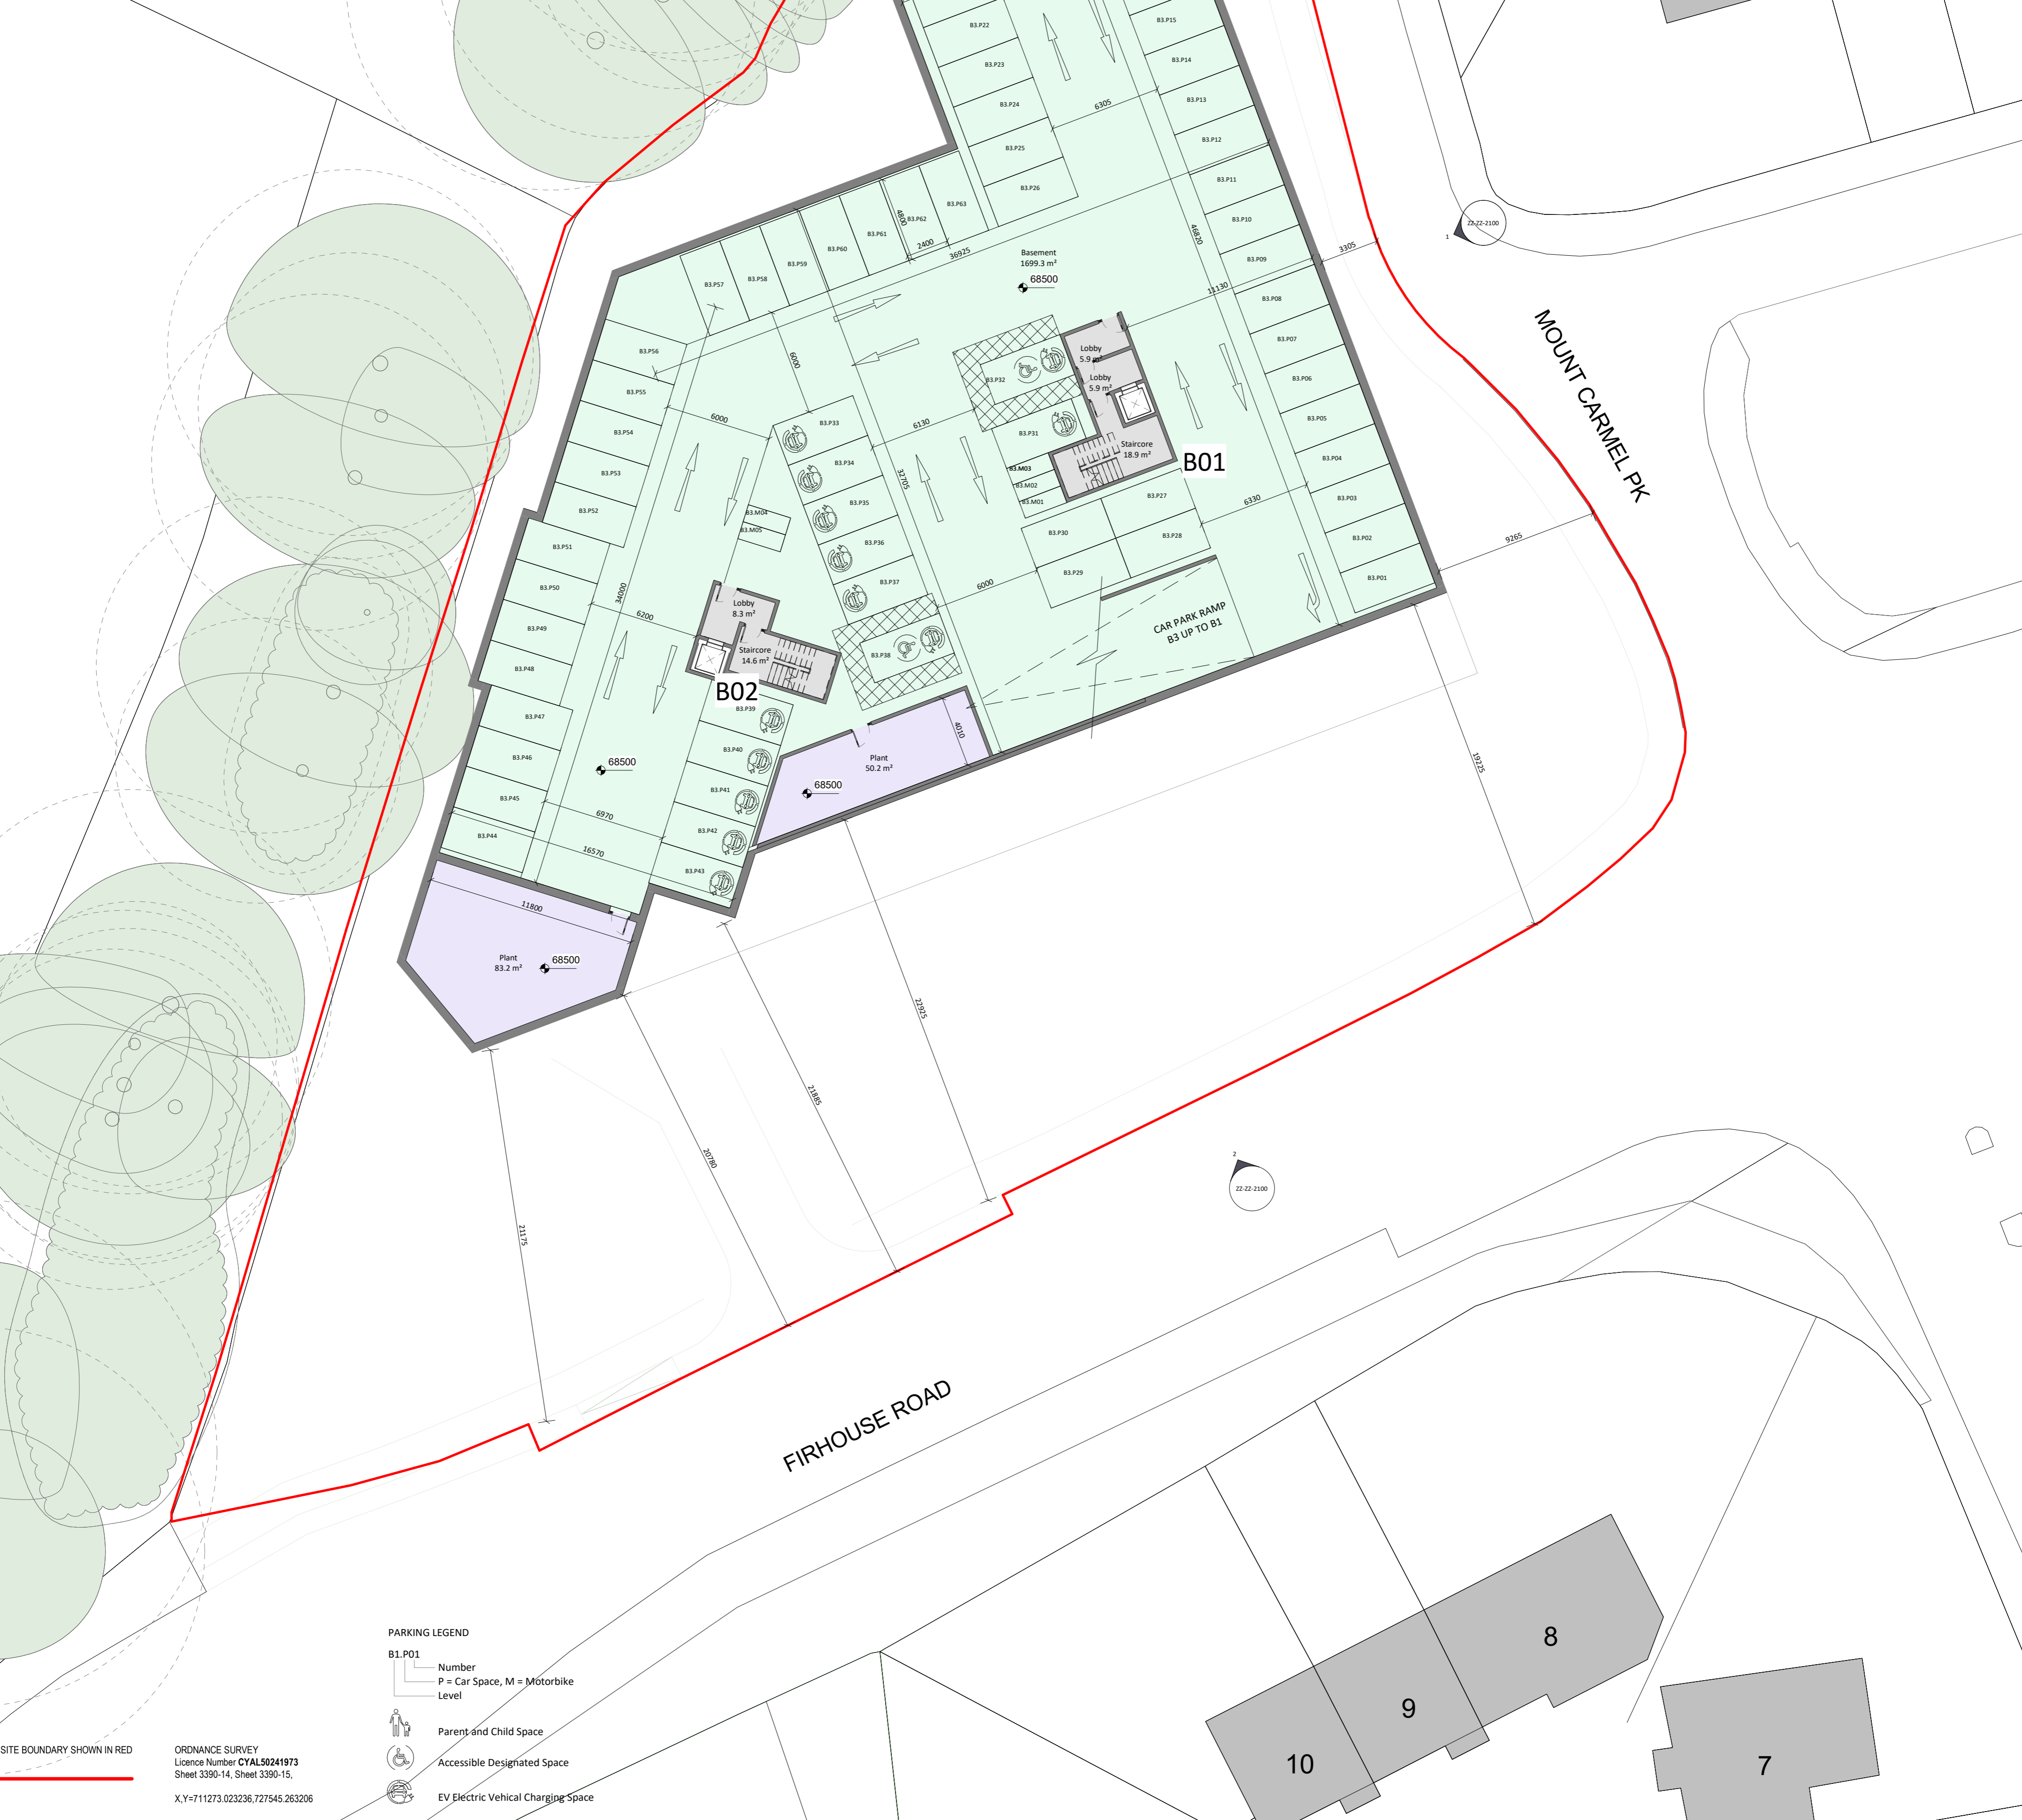 B3.P22
B3.P15
B3.P23
B3.P14
B3.P24
6305
B3.P13
B3.P25
B3.P12
B3.P26
B3.P11
B3.P63
B3.P62
4800
B3.P61
B3.P60
B3.P59
B3.P58
B3.P57
2400
36925
46820
B3.P10
B3.P09
Basement
1699.3 m²
68500
3305
11130
B3.P08
B3.P07
B3.P06
B3.P05
B3.P04
B3.P03
B3.P02
B3.P01
1
ZZ-ZZ-2100
MOUNT CARMEL PK
B3.P56
B3.P55
B3.P54
B3.P53
B3.P52
B3.P51
B3.P50
B3.P49
B3.P48
B3.P47
B3.P46
B3.P45
B3.P44
6000
6000
6130
B3.P32
Lobby
5.9 m²
Lobby
5.9 m²
B3.P31
Staircore
18.9 m²
B01
B3.M03
B3.M02
B3.M01
B3.P33
B3.P34
B3.P35
B3.P36
B3.P37
B3.P38
32705
B3.M04
B3.M05
B3.P27
B3.P28
B3.P30
B3.P29
6330
9265
6000
34000
6200
CAR PARK RAMP
B3 UP TO B1
Lobby
8.3 m²
Staircore
14.6 m²
B02
B3.P39
B3.P40
B3.P41
B3.P42
B3.P43
68500
4010
Plant
50.2 m²
68500
6970
16570
11800
Plant
83.2 m²
68500
19225
22925
21885
20780
21175
2
ZZ-ZZ-2100
FIRHOUSE ROAD
8
9
10
7
PARKING LEGEND
B1.P01
Number
P = Car Space, M = Motorbike
Level
Parent and Child Space
Accessible Designated Space
EV Electric Vehical Charging Space
SITE BOUNDARY SHOWN IN RED
ORDNANCE SURVEY
Licence Number CYAL50241973
Sheet 3390-14, Sheet 3390-15,
X,Y=711273.023236,727545.263206